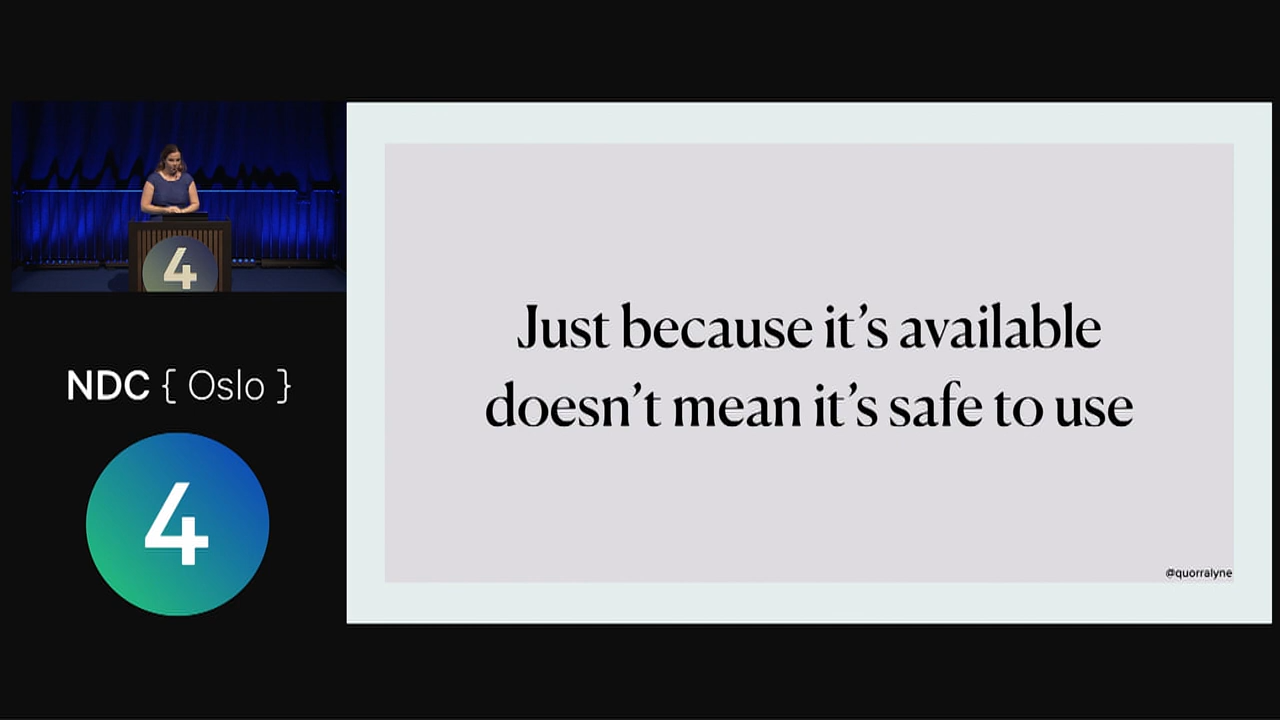 4
NDC { Oslo }
4
Just because it’s available
doesn’t mean it’s safe to use
@quorralyne